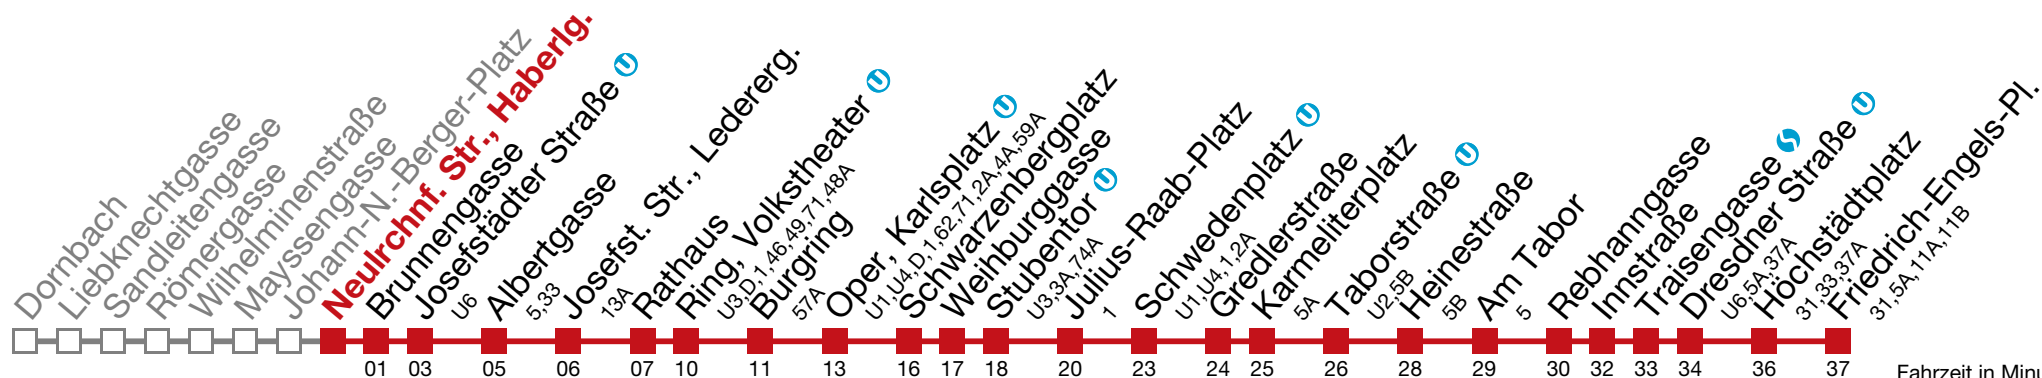 Dornbach
Liebknechtgasse
Sandleitengasse
Römergasse
Wilhelminenstraße
Mayssengasse
Johann-N.-Berger-Platz
Neulrchnf. Str., Haberlg.
Brunnengasse
Josefstädter Straße U
U6
Albertgasse
5,33
Josefst. Str., Ledererg.
13A
Rathaus
Ring, Volkstheater U
U3,D,1,46,49,71,48A
Burgring
57A
Oper, Karlsplatz U
U1,U4,D,1,62,71,2A,4A,59A
Schwarzenbergplatz
Weihburggasse
Stubentor U
U3,3A,74A
Julius-Raab-Platz
1
Schwedenplatz U
U1,U4,1,2A
Gredlerstraße
Karmeliterplatz
5A
Taborstraße U
U2,5B
Heinestraße
5B
Am Tabor
5
Rebhanngasse
Innstraße
Traisengasse S
Dresdner Straße U
U6,5A,37A
Höchstädtplatz
31,33,37A
Friedrich-Engels-Pl.
31,5A,11A,11B
01 03 05 06 07 10 11 13 16 17 18 20 23 24 25 26 28 29 30 32 33 34 36 37
Fahrzeit in Minu